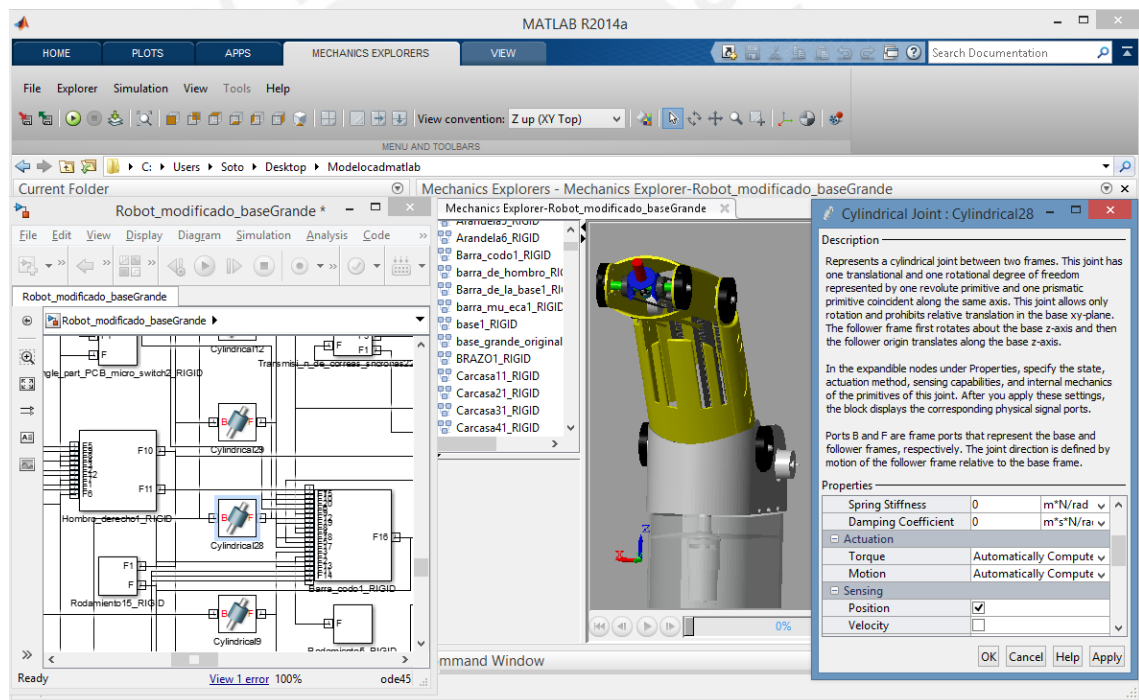 MATLAB R2014a
HOME PLOTS APPS MECHANICS EXPLORERS VIEW Search Documentation
File Explorer Simulation View Tools Help
View convention: Z up (XY Top)
MENU AND TOOLBARS
C: Users Soto Desktop Modelocadmatlab
Current Folder
Mechanics Explorers - Mechanics Explorer-Robot_modificado_baseGrande
Robot_modificado_baseGrande *
File Edit View Display Diagram Simulation Analysis Code »
Robot_modificado_baseGrande
Robot_modificado_baseGrande
Cylindrical12
F F1
gle_part_PCB_micro_switch2_RIGID
B F
Cylindrical29
F10
F11
Hombro_derecho1_RIGID
B F
Cylindrical28
F16
Barra_codo1_RIGID
F1
F
Rodamiento15_RIGID
B F
Cylindrical9
F
Ready View 1 error 100% ode45
Mechanics Explorer-Robot_modificado_baseGrande
Arandela6_RIGID
Barra_codo1_RIGID
barra_de_hombro_RI
Barra_de_la_base1_RI
barra_mu_eca1_RIGID
base1_RIGID
base_grande_original
BRAZO1_RIGID
Carcasa11_RIGID
Carcasa21_RIGID
Carcasa31_RIGID
Carcasa41_RIGID
Z
X
0%
mmand Window
Cylindrical Joint : Cylindrical28
Description
Represents a cylindrical joint between two frames. This joint has
one translational and one rotational degree of freedom
represented by one revolute primitive and one prismatic
primitive coincident along the same axis. This joint allows only
rotation and prohibits relative translation in the base xy-plane.
The follower frame first rotates about the base z-axis and then
the follower origin translates along the base z-axis.
In the expandible nodes under Properties, specify the state,
actuation method, sensing capabilities, and internal mechanics
of the primitives of this joint. After you apply these settings,
the block displays the corresponding physical signal ports.
Ports B and F are frame ports that represent the base and
follower frames, respectively. The joint direction is defined by
motion of the follower frame relative to the base frame.
Properties
Spring Stiffness 0 m*N/rad
Damping Coefficient 0 m*s*N/ra
Actuation
Torque Automatically Compute
Motion Automatically Compute
Sensing
Position
Velocity
OK Cancel Help Apply